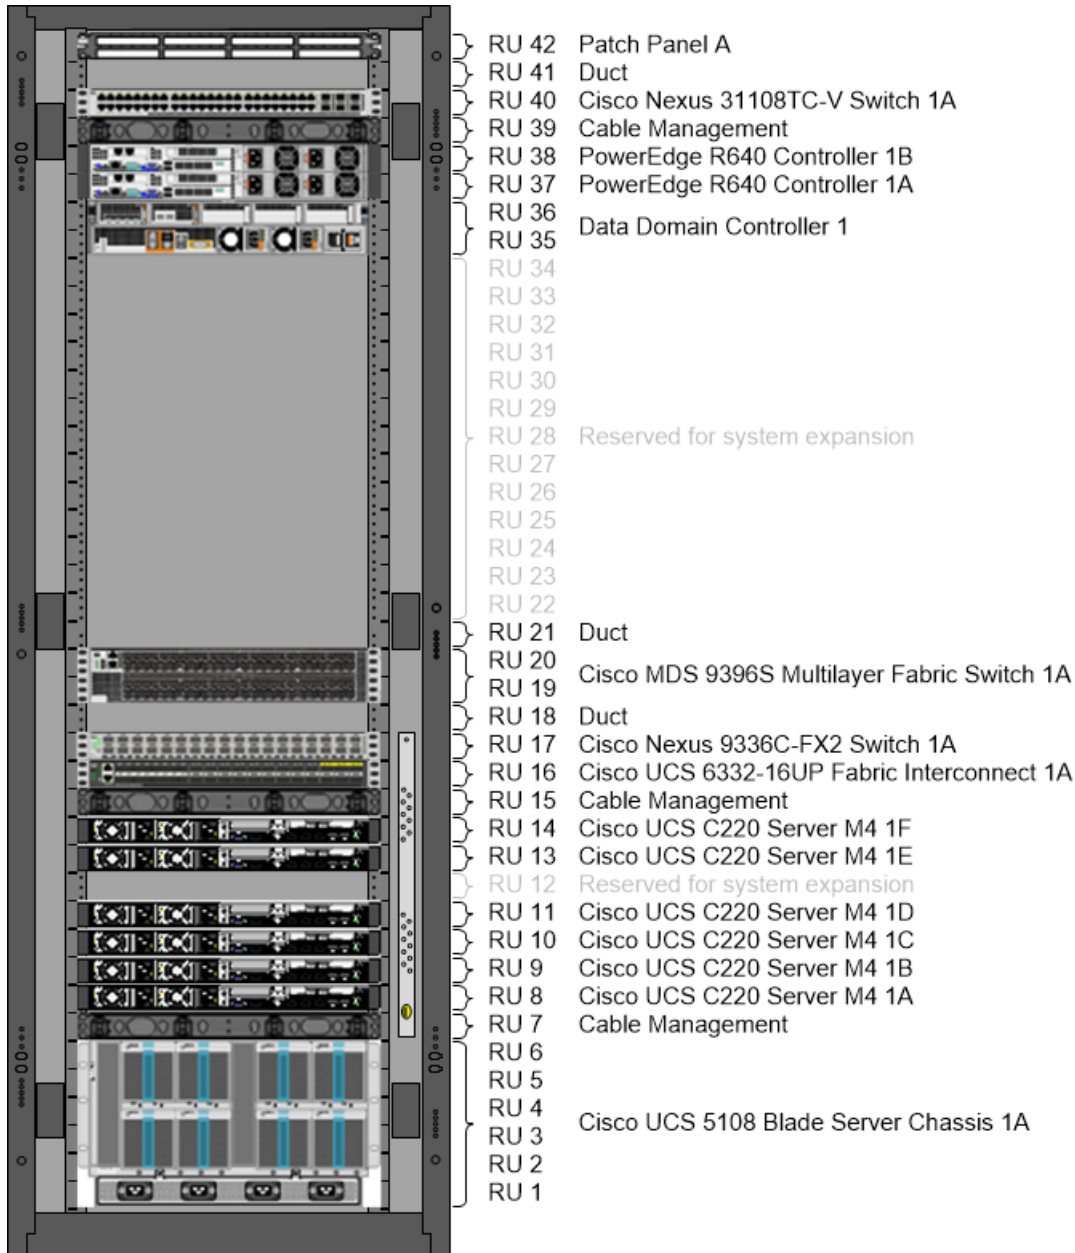 RU 42 Patch Panel A
RU 41 Duct
RU 40 Cisco Nexus 31108TC-V Switch 1A
RU 39 Cable Management
RU 38 PowerEdge R640 Controller 1B
RU 37 PowerEdge R640 Controller 1A
RU 36
Data Domain Controller 1
RU 35
RU 34
RU 33
RU 32
RU 31
RU 30
RU 29
RU 28 Reserved for system expansion
RU 27
RU 26
RU 25
RU 24
RU 23
RU 22
RU 21 Duct
RU 20
Cisco MDS 9396S Multilayer Fabric Switch 1A
RU 19
RU 18 Duct
RU 17 Cisco Nexus 9336C-FX2 Switch 1A
RU 16 Cisco UCS 6332-16UP Fabric Interconnect 1A
RU 15 Cable Management
RU 14 Cisco UCS C220 Server M4 1F
RU 13 Cisco UCS C220 Server M4 1E
RU 12 Reserved for system expansion
RU 11 Cisco UCS C220 Server M4 1D
RU 10 Cisco UCS C220 Server M4 1C
RU 9 Cisco UCS C220 Server M4 1B
RU 8 Cisco UCS C220 Server M4 1A
RU 7 Cable Management
RU 6
RU 5
RU 4
Cisco UCS 5108 Blade Server Chassis 1A
RU 3
RU 2
RU 1